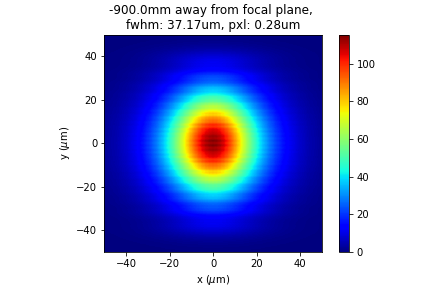 -900.0mm away from focal plane,
fwhm: 37.17um, pxl: 0.28um
40
20
0
−20
−40
y (μm)
−40 −20 0 20 40
x (μm)
100
80
60
40
20
0